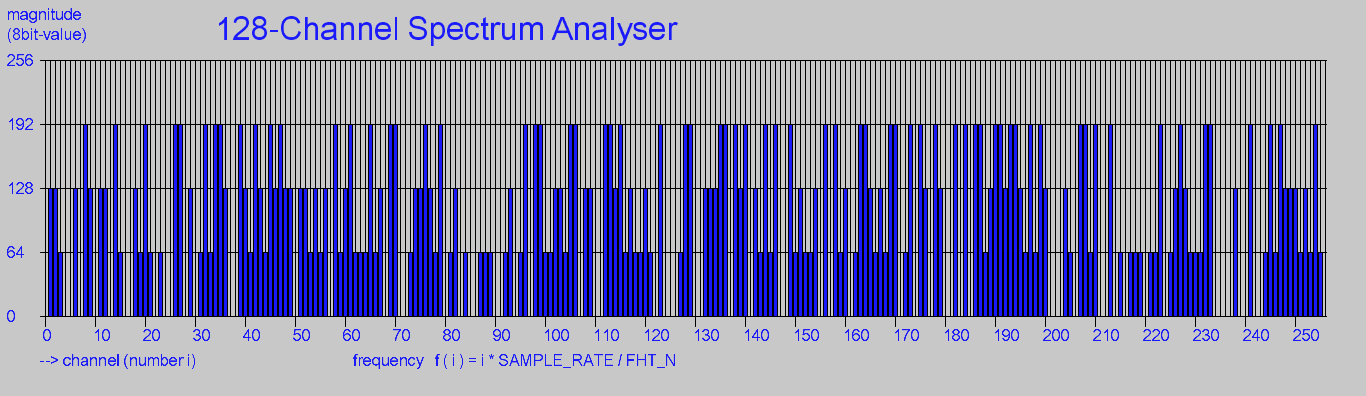 magnitude
(8bit-value)
128-Channel Spectrum Analyser
256
192
128
64
0
0 10 20 30 40 50 60 70 80 90 100 110 120 130 140 150 160 170 180 190 200 210 220 230 240 250
--> channel (number i) frequency f ( i ) = i * SAMPLE_RATE / FHT_N